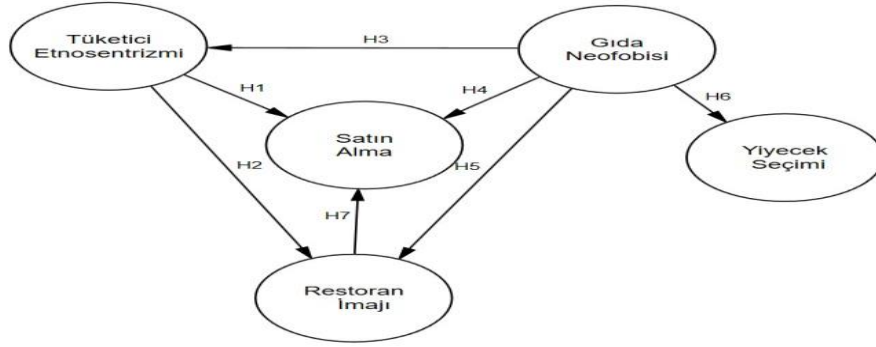 Tüketici
Etnosentrizmi
Gıda
Neofobisi
H3
H1
H4
H6
Satın
Alma
Yiyecek
Seçimi
H2
H5
H7
Restoran
İmajı